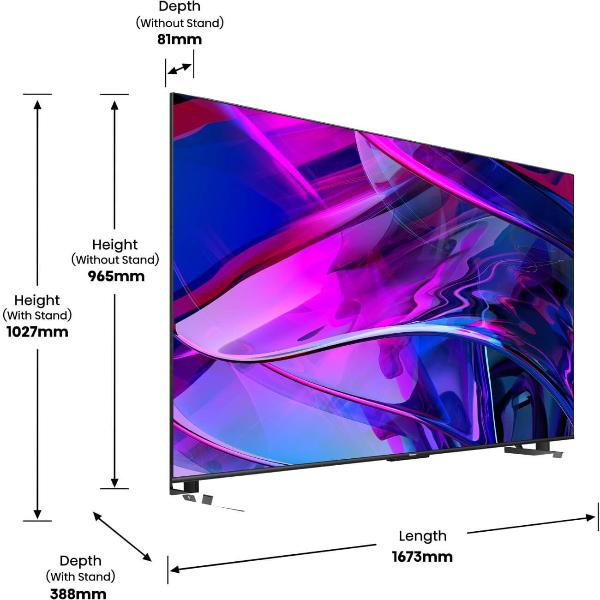 Depth
(Without Stand)
81mm
Height
(Without Stand)
965mm
Height
(With Stand)
1027mm
Length
1673mm
Depth
(With Stand)
388mm